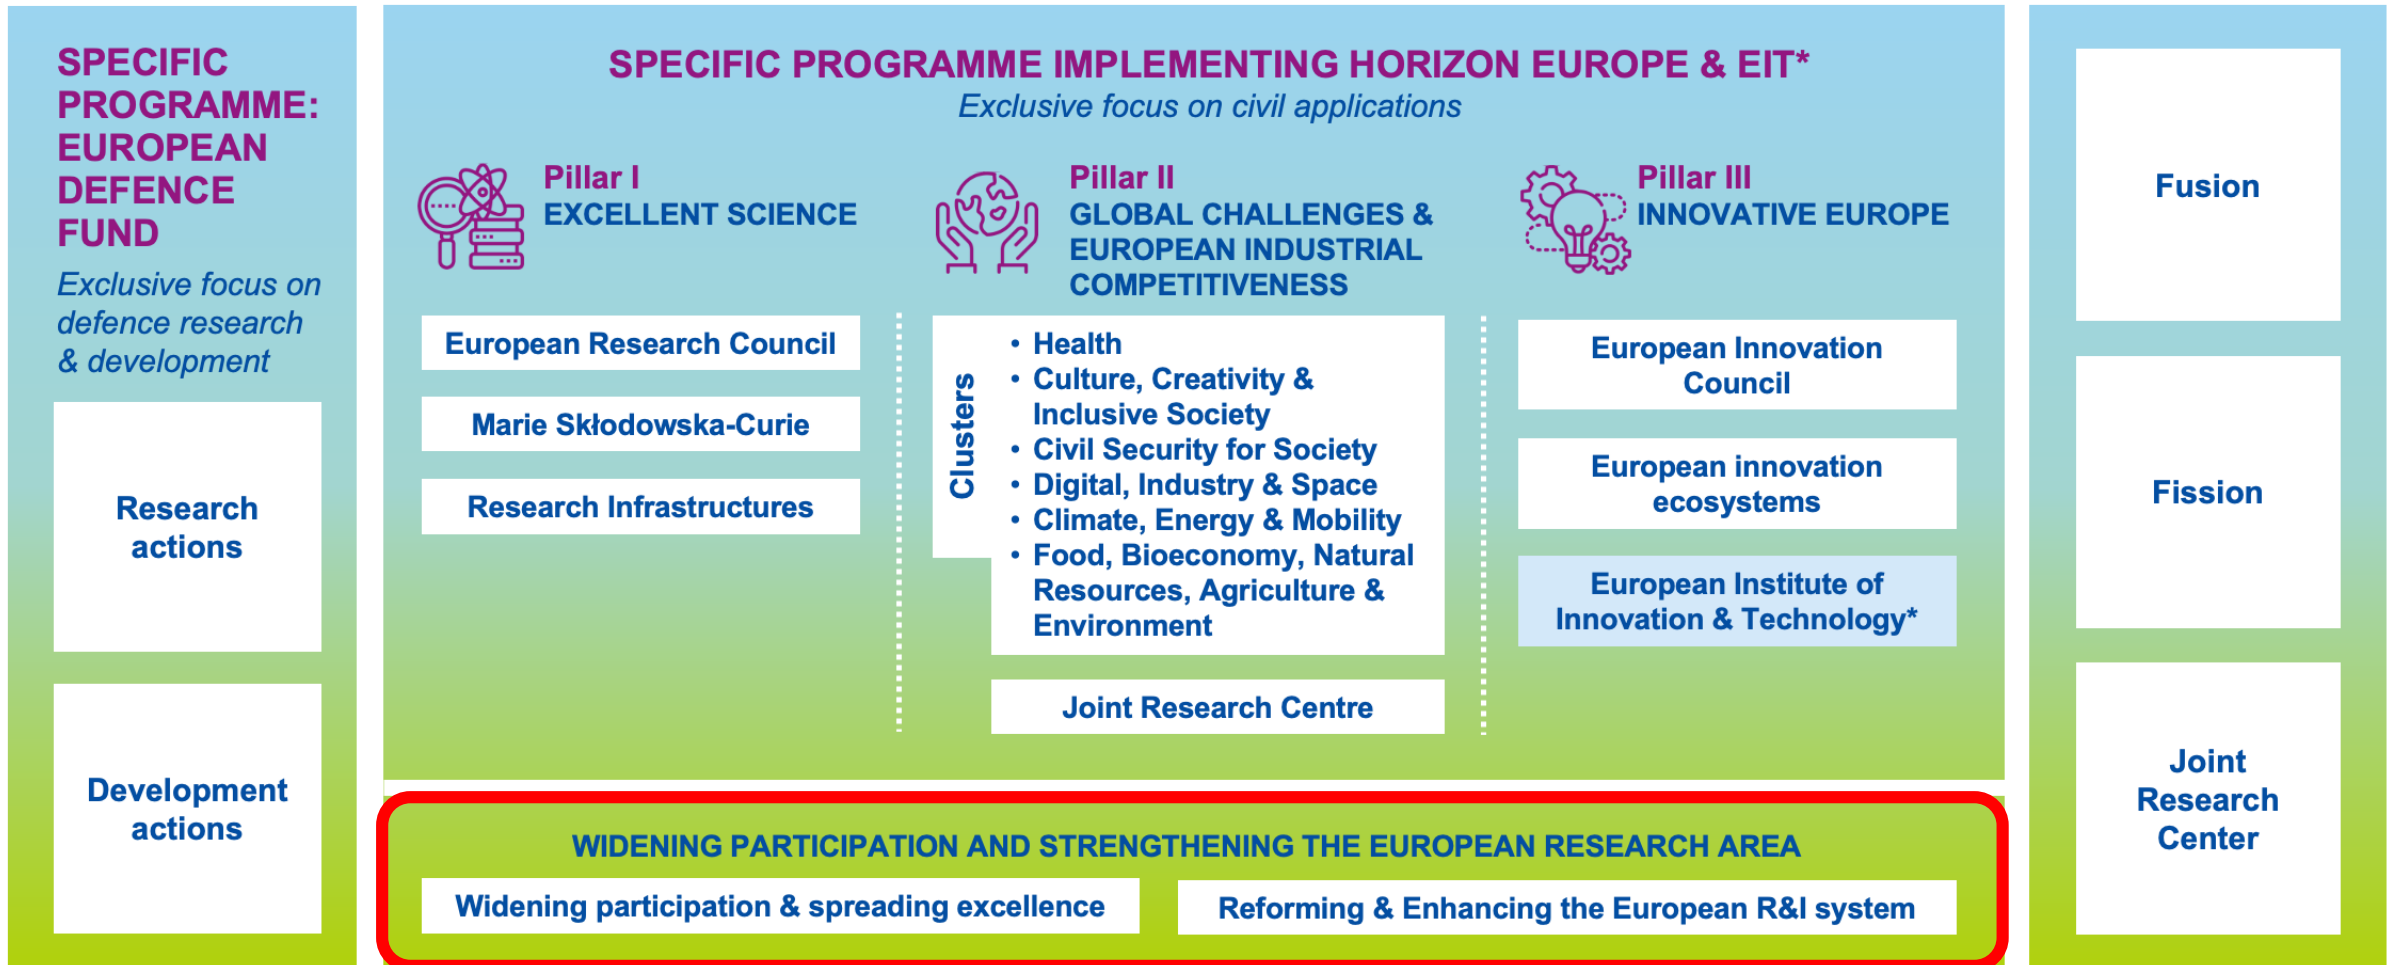 SPECIFIC
PROGRAMME:
EUROPEAN
DEFENCE
FUND
Exclusive focus on
defence research
& development
Research
actions
Development
actions
SPECIFIC PROGRAMME IMPLEMENTING HORIZON EUROPE & EIT*
Exclusive focus on civil applications
Pillar I
EXCELLENT SCIENCE
European Research Council
Marie Skłodowska-Curie
Research Infrastructures
Pillar II
GLOBAL CHALLENGES &
EUROPEAN INDUSTRIAL
COMPETITIVENESS
Clusters
• Health
• Culture, Creativity &
Inclusive Society
• Civil Security for Society
• Digital, Industry & Space
• Climate, Energy & Mobility
• Food, Bioeconomy, Natural
Resources, Agriculture &
Environment
Joint Research Centre
Pillar III
INNOVATIVE EUROPE
European Innovation
Council
European innovation
ecosystems
European Institute of
Innovation & Technology*
WIDENING PARTICIPATION AND STRENGTHENING THE EUROPEAN RESEARCH AREA
Widening participation & spreading excellence
Reforming & Enhancing the European R&I system
Fusion
Fission
Joint
Research
Center